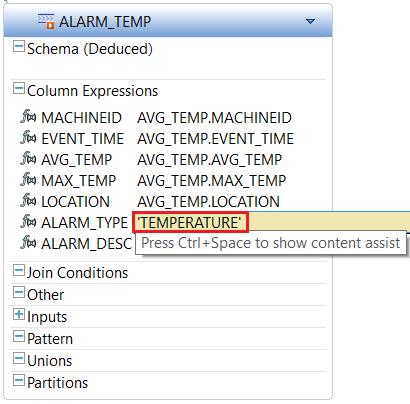 ALARM_TEMP
Schema (Deduced)
Column Expressions
MACHINEID AVG_TEMP.MACHINEID
EVENT_TIME AVG_TEMP.EVENT_TIME
AVG_TEMP AVG_TEMP.AVG_TEMP
MAX_TEMP AVG_TEMP.MAX_TEMP
LOCATION AVG_TEMP.LOCATION
ALARM_TYPE 'TEMPERATURE'
ALARM_DESC Press Ctrl+Space to show content assist
Join Conditions
Other
Inputs
Pattern
Unions
Partitions